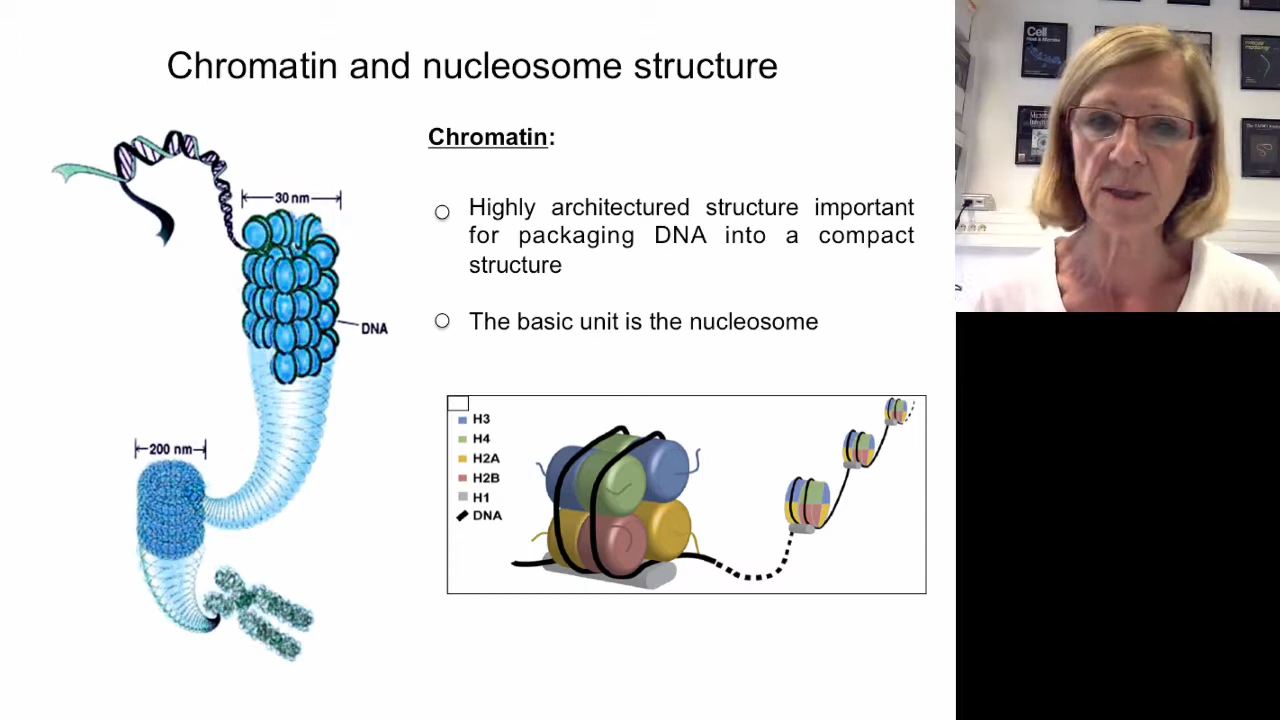 Chromatin and nucleosome structure
Chromatin:
Highly architectured structure important
for packaging DNA into a compact
structure
The basic unit is the nucleosome
30 nm
DNA
200 nm
H3
H4
H2A
H2B
H1
DNA
Cell